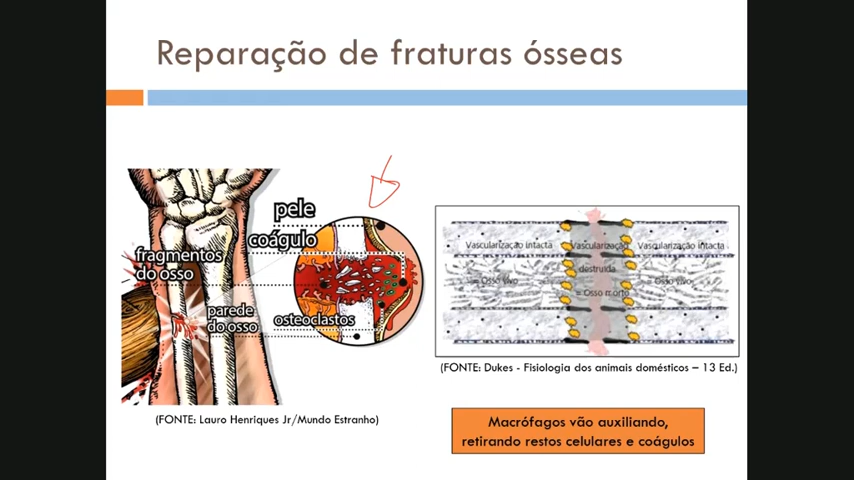 Reparação de fraturas ósseas
pele
coágulo
fragmentos
do osso
parede
do osso
osteoclastos
(FONTE: Lauro Henriques Jr/Mundo Estranho)
Vascularização intacta
Vascularização
Vascularização intacta
destruída
= Osso vivo
= Osso morto
= Osso vivo
(FONTE: Dukes - Fisiologia dos animais domésticos – 13 Ed.)
Macrófagos vão auxiliando,
retirando restos celulares e coágulos